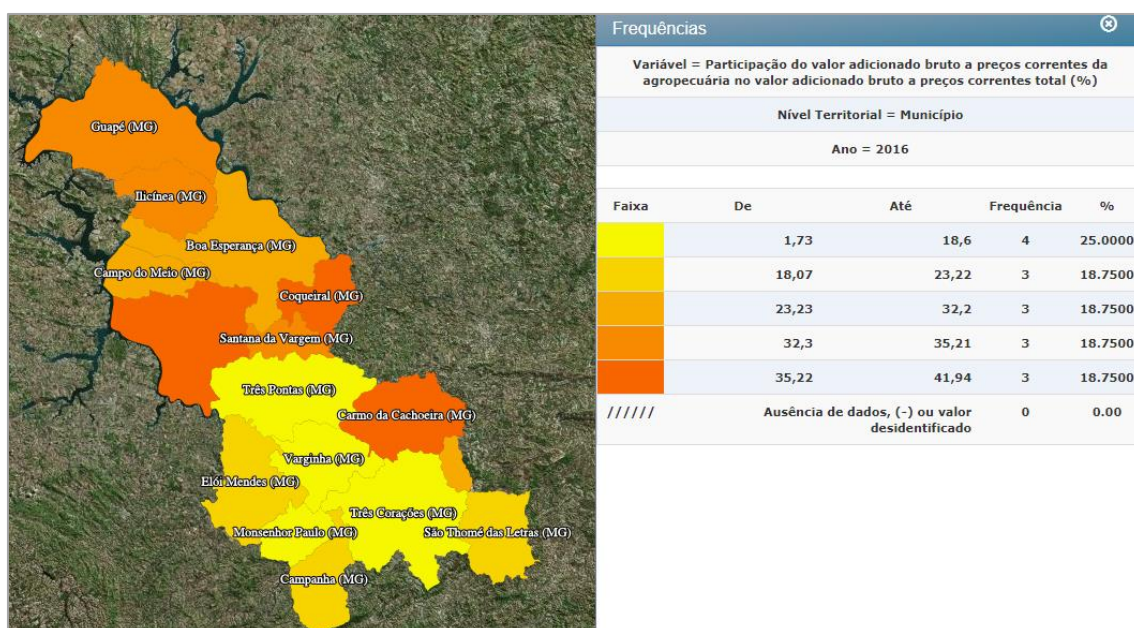 Guapé (MG)
Ilicínea (MG)
Boa Esperança (MG)
Campo do Meio (MG)
Coqueiral (MG)
Santana da Vargem (MG)
Três Pontas (MG)
Carmo da Cachoeira (MG)
Varginha (MG)
Elói Mendes (MG)
Três Corações (MG)
Monsenhor Paulo (MG)
São Thomé das Letras (MG)
Campanha (MG)
Frequências
Variável = Participação do valor adicionado bruto a preços correntes da
agropecuária no valor adicionado bruto a preços correntes total (%)
Nível Territorial = Município
Ano = 2016
Faixa De Até Frequência %
1,73 18,6 4 25.0000
18,07 23,22 3 18.7500
23,23 32,2 3 18.7500
32,3 35,21 3 18.7500
35,22 41,94 3 18.7500
////// Ausência de dados, (-) ou valor 0 0.00
desidentificado